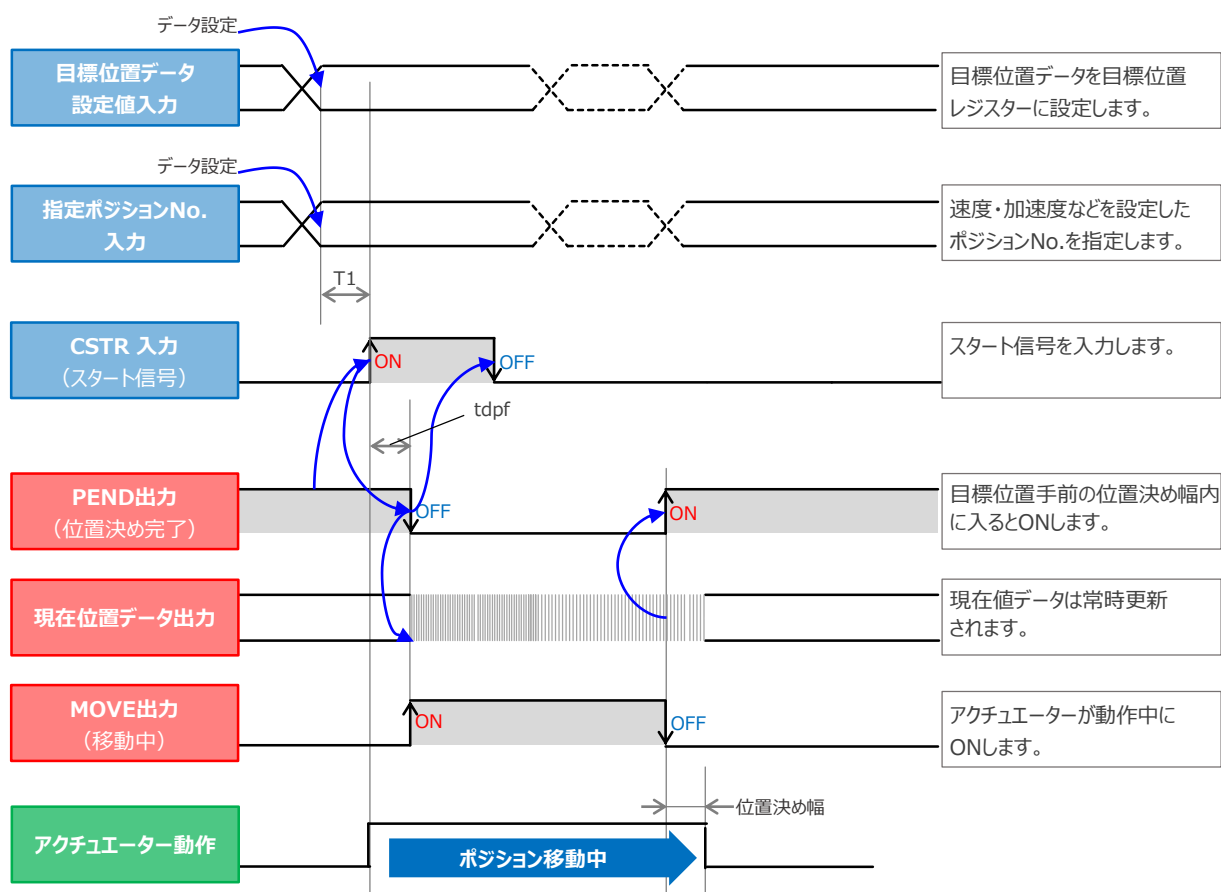 データ設定
目標位置データ
設定値入力
目標位置データを目標位置
レジスターに設定します。
データ設定
指定ポジションNo.
入力
速度・加速度などを設定した
ポジションNo.を指定します。
T1
CSTR 入力
（スタート信号）
ON
OFF
スタート信号を入力します。
tdpf
PEND出力
（位置決め完了）
OFF
ON
目標位置手前の位置決め幅内
に入るとONします。
現在位置データ出力
現在値データは常時更新
されます。
MOVE出力
（移動中）
ON
OFF
アクチュエーターが動作中に
ONします。
位置決め幅
アクチュエーター動作
ポジション移動中